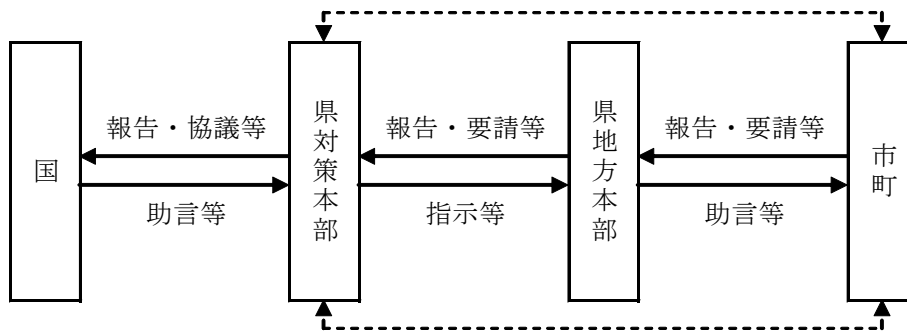 国
報告・協議等
助言等
県対策本部
報告・要請等
指示等
県地方本部
報告・要請等
助言等
市町